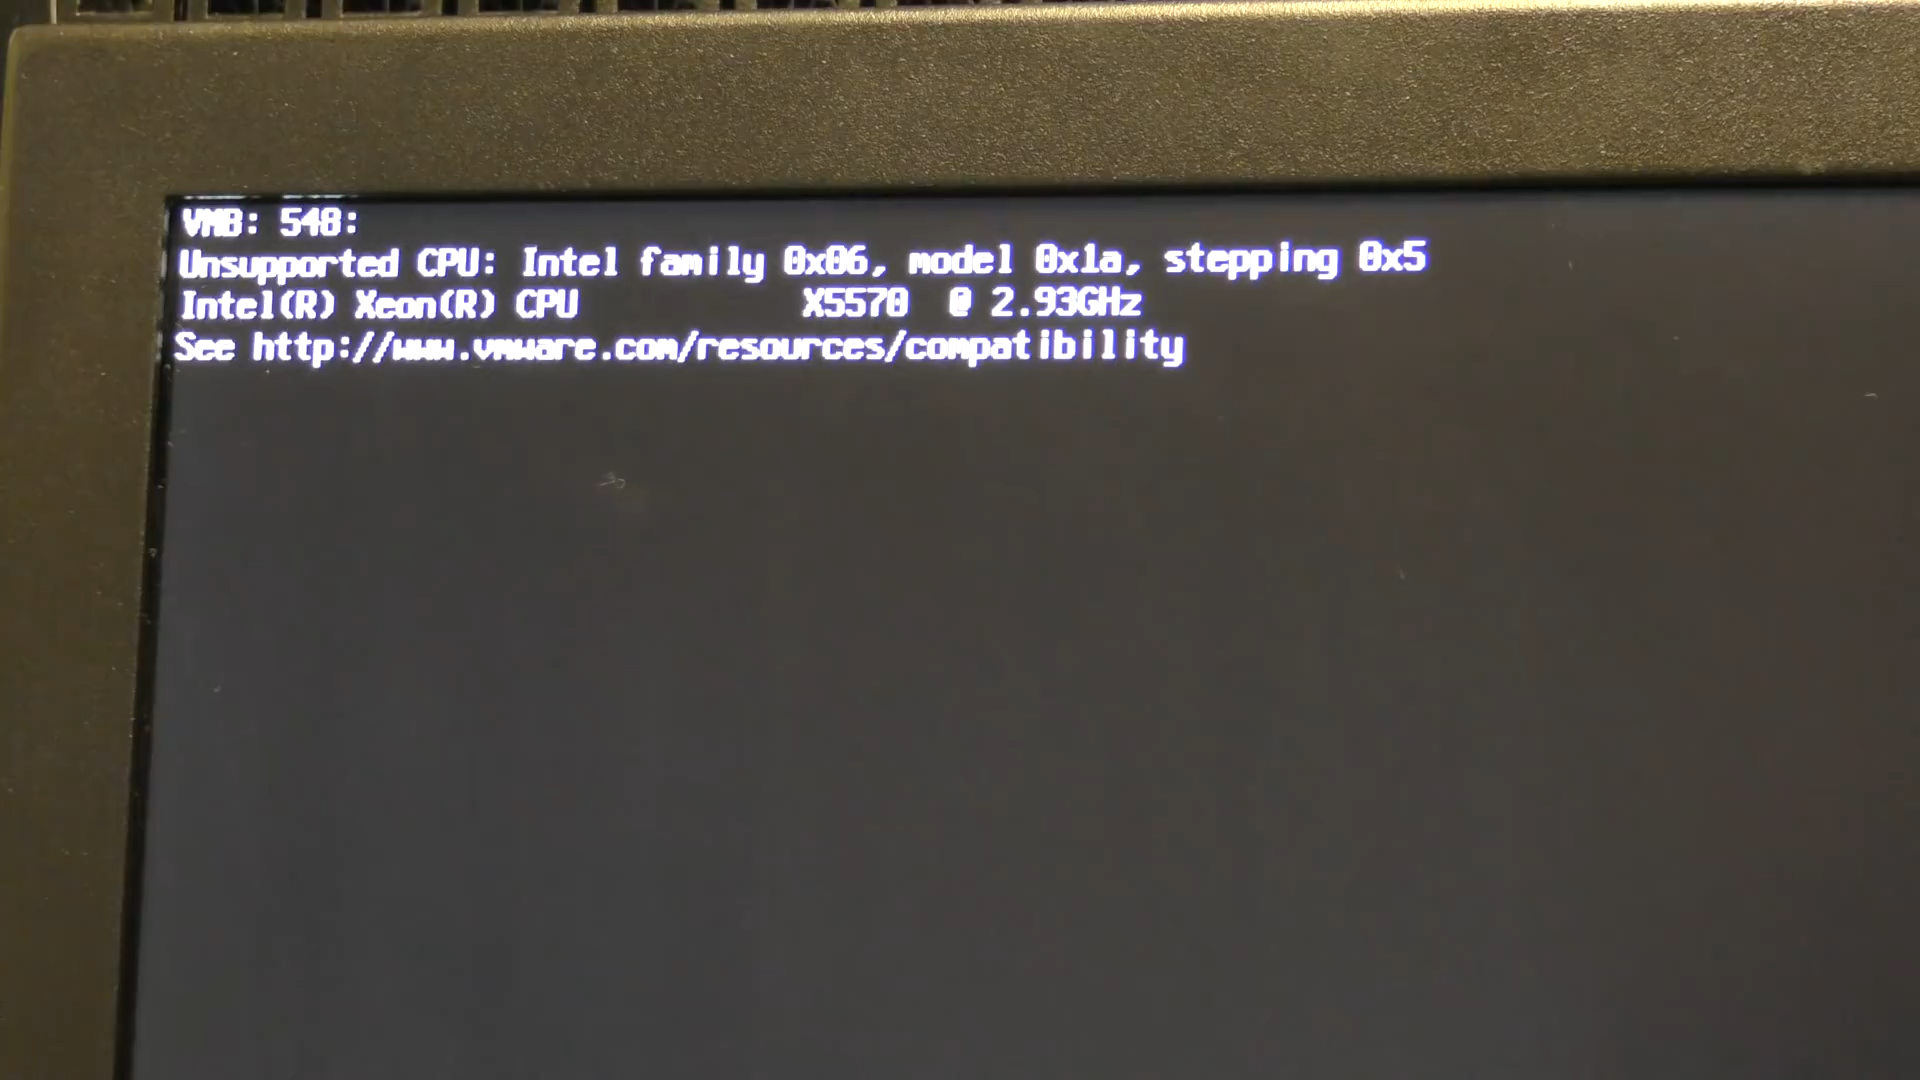 VMB: 548:
Unsupported CPU: Intel family 0x06, model 0x1a, stepping 0x5
Intel(R) Xeon(R) CPU           X5570  @ 2.93GHz
See http://www.vmware.com/resources/compatibility